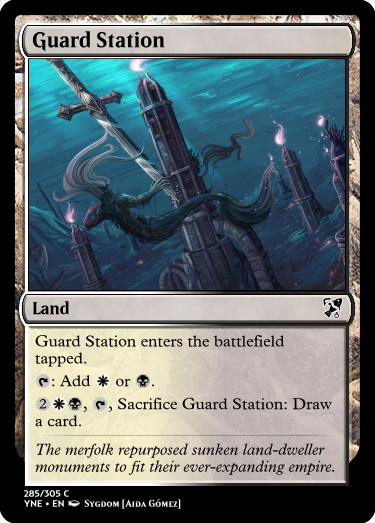 Guard Station
Land
Guard Station enters the battlefield
tapped.
: Add or .
2, , Sacrifice Guard Station: Draw
a card.
The merfolk repurposed sunken land-dweller
monuments to fit their ever-expanding empire.
285/305 C
YNE • EN Sygdom [Aida Gómez]